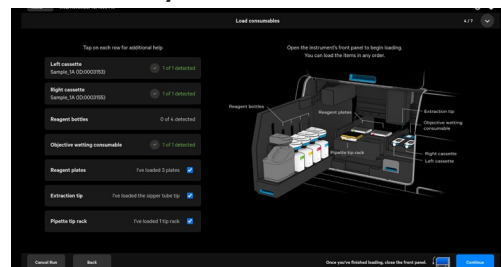 Load consumables
4 / 7
Tap on each row for additional help
Left cassette
Sample_1A (ID:0003153)
1 of 1 detected
Right cassette
Sample_1A (ID:0003155)
1 of 1 detected
Reagent bottles
0 of 4 detected
Objective wetting consumable
1 of 1 detected
Reagent plates
I've loaded 3 plates
Extraction tip
I've loaded the sipper tube tip
Pipette tip rack
I've loaded 1 tip rack
Open the instrument's front panel to begin loading.
You can load the items in any order.
Reagent bottles
Reagent plates
Extraction tip
Objective wetting
consumable
Pipette tip rack
Right cassette
Left cassette
Cancel Run
Back
Once you've finished loading, close the front panel.
Continue